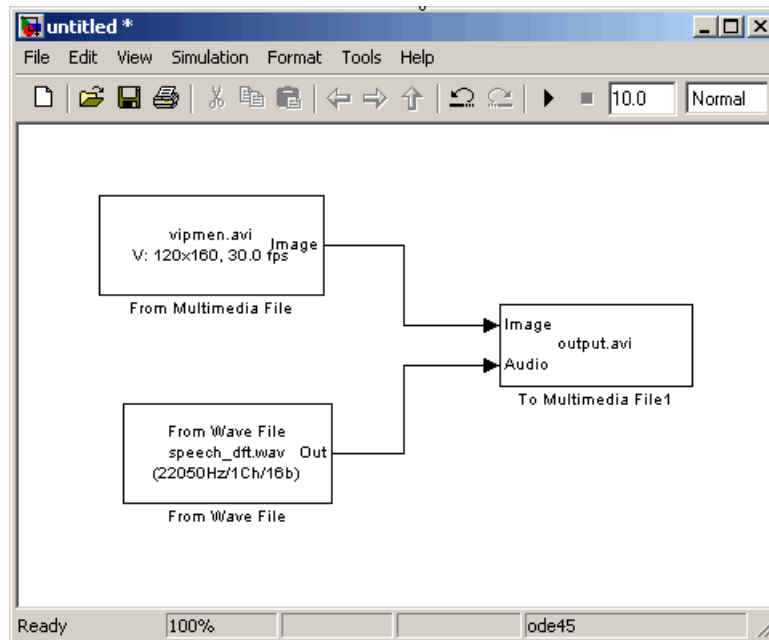 untitled *
File Edit View Simulation Format Tools Help
10.0 Normal
vipmen.avi
V: 120x160, 30.0 fps
Image
From Multimedia File
Image
output.avi
Audio
To Multimedia File1
From Wave File
speech_dft.wav Out
(22050Hz/1Ch/16b)
From Wave File
Ready 100% ode45